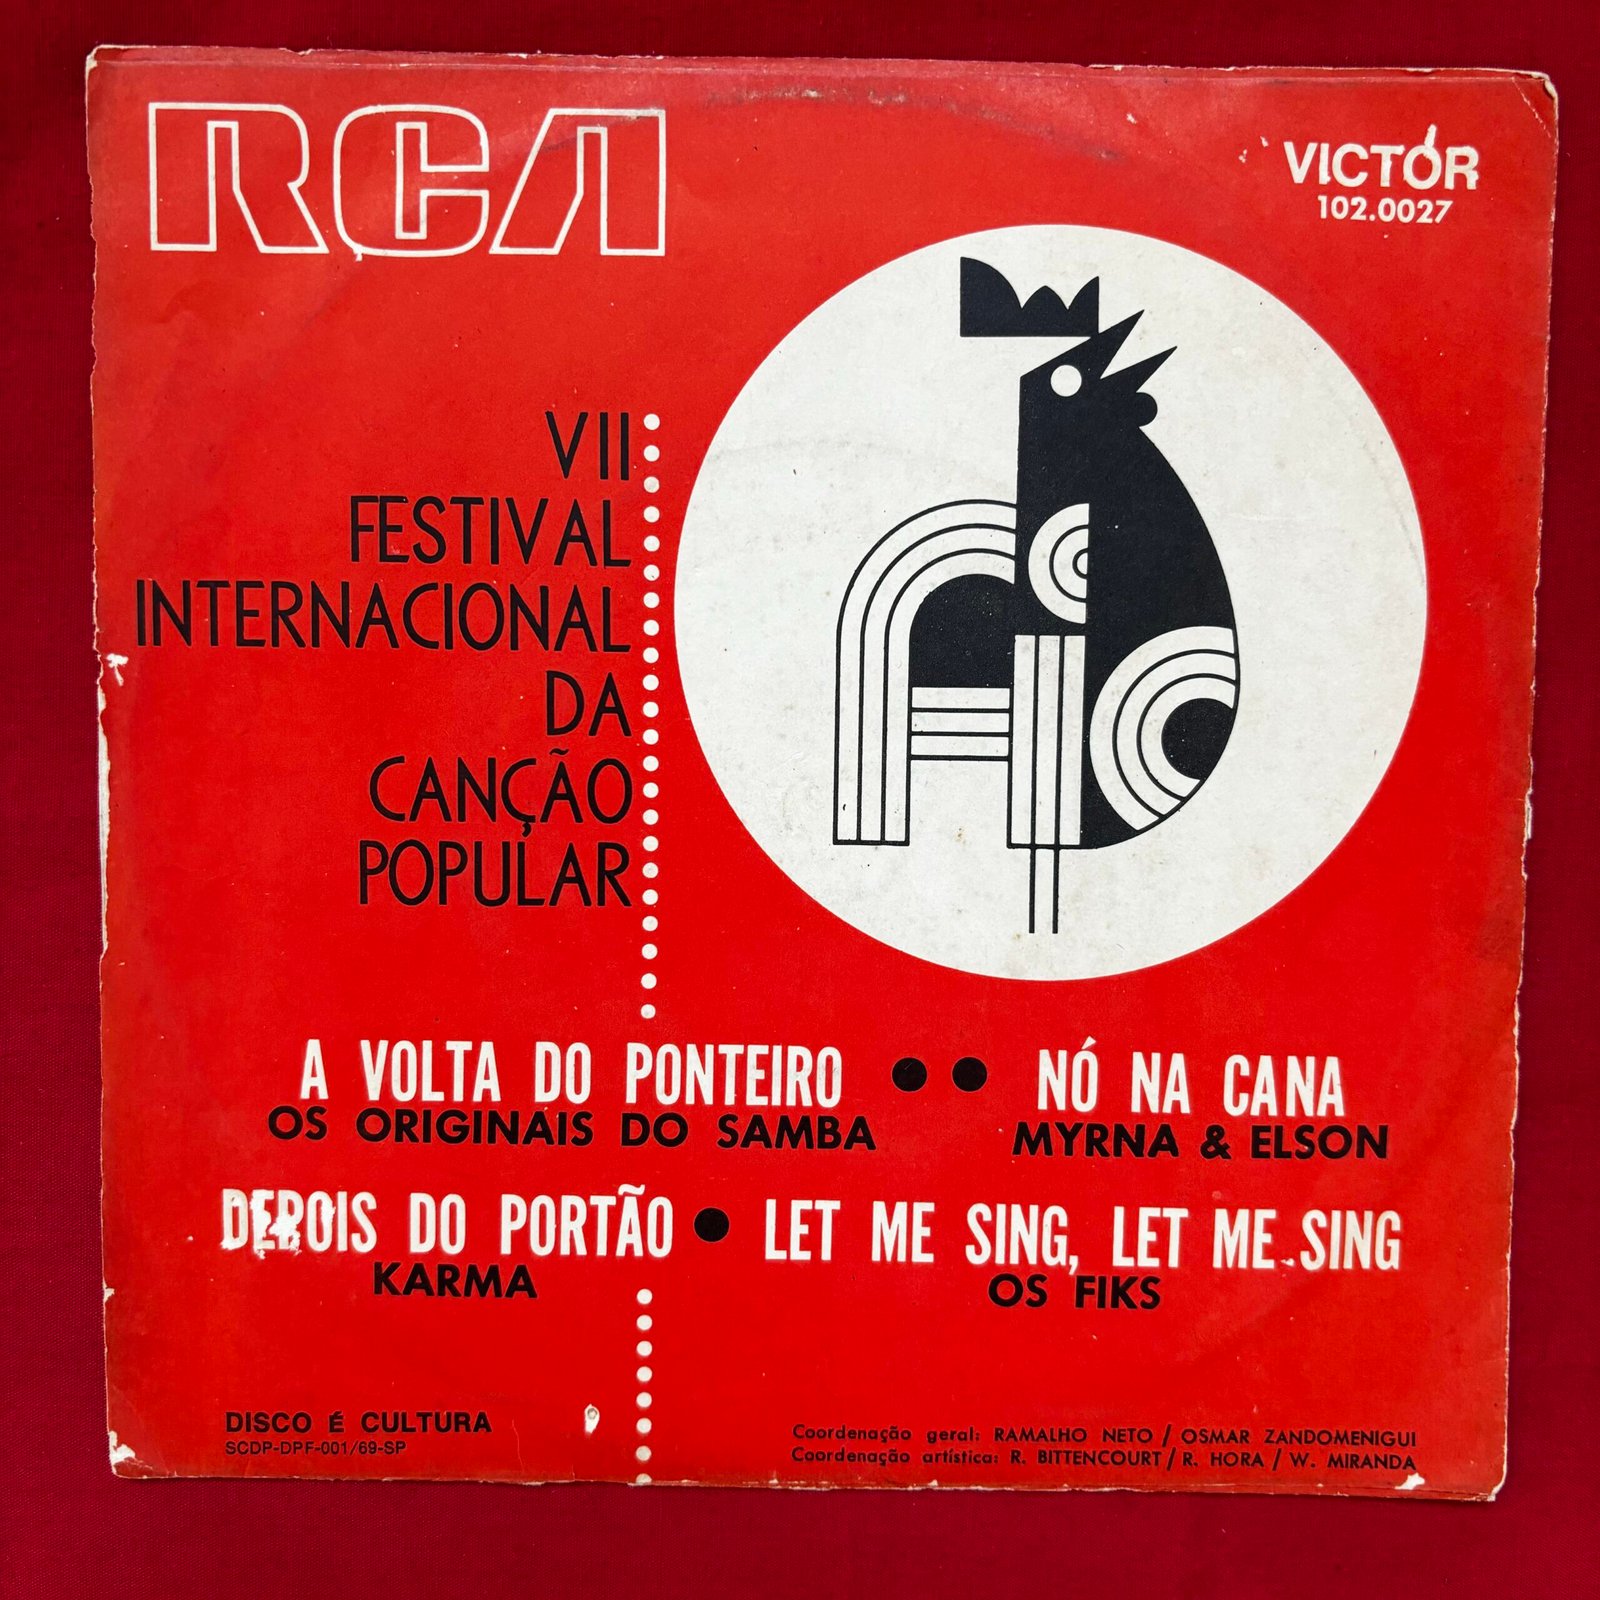 RCA
VICTOR
102.0027
VII
FESTIVAL
INTERNACIONAL
DA
CANÇÃO
POPULAR
A VOLTA DO PONTEIRO •• NÓ NA CANA
OS ORIGINAIS DO SAMBA MYRNA & ELSON
DEPOIS DO PORTÃO • LET ME SING, LET ME SING
KARMA OS FIKS
DISCO É CULTURA
SCDP-DPF-001/69-SP
Coordenação geral: RAMALHO NETO / OSMAR ZANDOMENIGUI
Coordenação artística: R. BITTENCOURT / R. HORA / W. MIRANDA